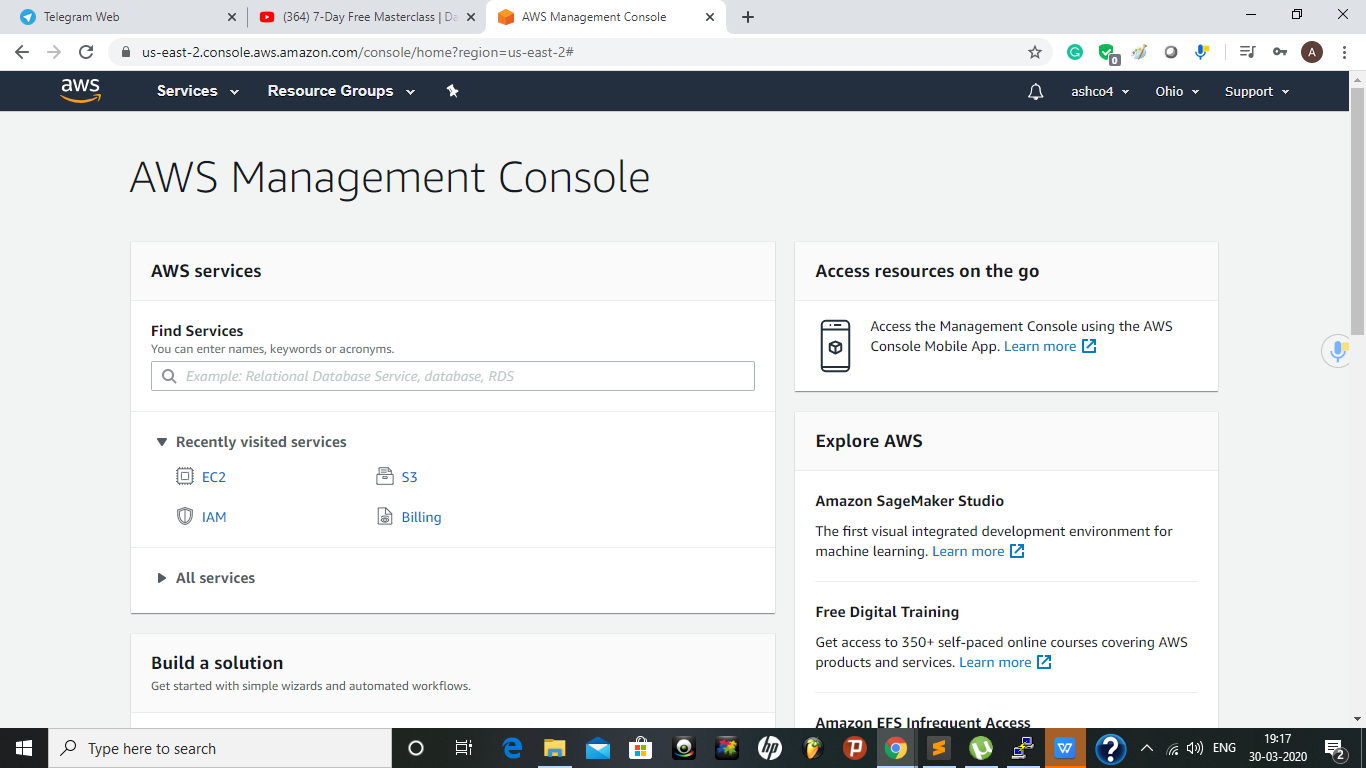 Telegram Web
(364) 7-Day Free Masterclass | Da
AWS Management Console
us-east-2.console.aws.amazon.com/console/home?region=us-east-2#
0
A
aws
Services
Resource Groups
ashco4
Ohio
Support
AWS Management Console
AWS services
Find Services
You can enter names, keywords or acronyms.
Example: Relational Database Service, database, RDS
Recently visited services
EC2
S3
IAM
Billing
All services
Build a solution
Get started with simple wizards and automated workflows.
Access resources on the go
Access the Management Console using the AWS
Console Mobile App. Learn more
Explore AWS
Amazon SageMaker Studio
The first visual integrated development environment for
machine learning. Learn more
Free Digital Training
Get access to 350+ self-paced online courses covering AWS
products and services. Learn more
Amazon EFS Infrequent Access
Type here to search
hp
W
ENG
19:17
30-03-2020
2